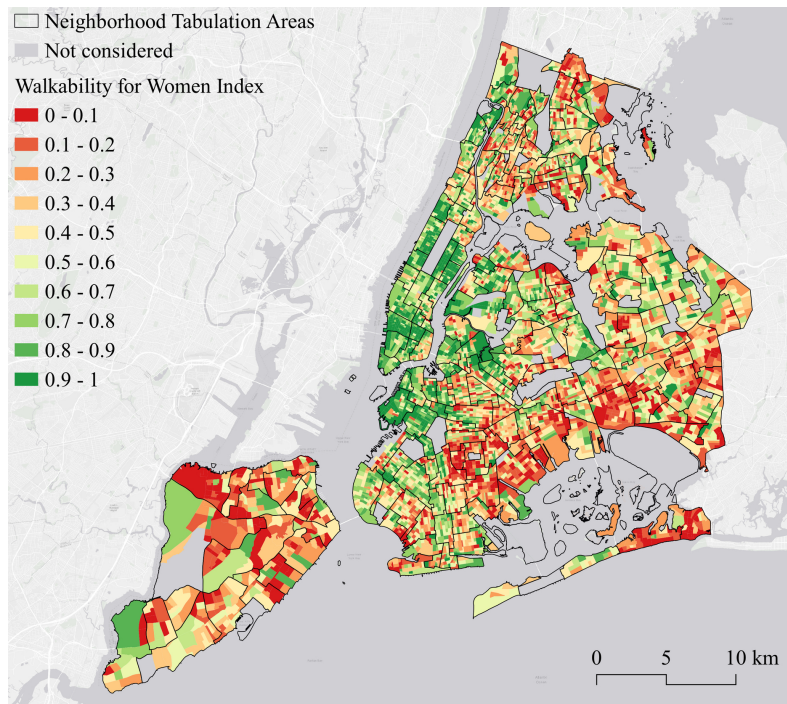 Neighborhood Tabulation Areas
Not considered
Walkability for Women Index
0 - 0.1
0.1 - 0.2
0.2 - 0.3
0.3 - 0.4
0.4 - 0.5
0.5 - 0.6
0.6 - 0.7
0.7 - 0.8
0.8 - 0.9
0.9 - 1
0 5 10 km